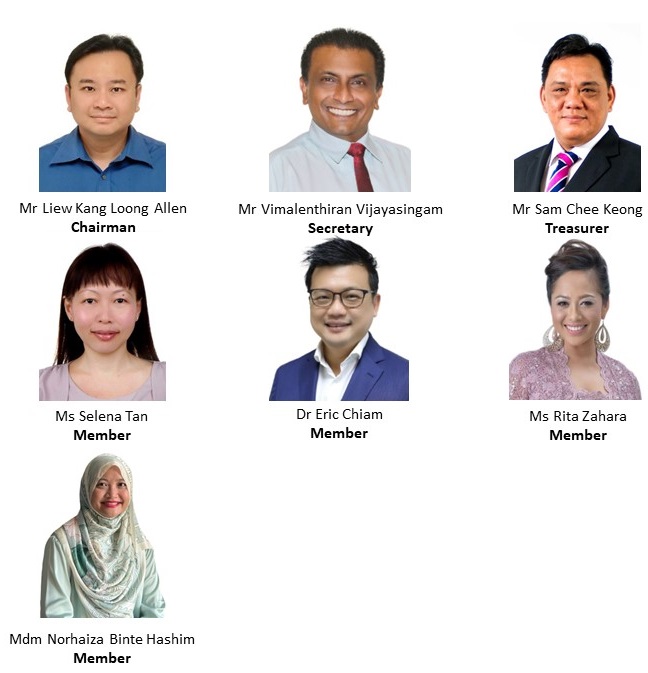 Mr Liew Kang Loong Allen
Chairman
Mr Vimalenthiran Vijayasingam
Secretary
Mr Sam Chee Keong
Treasurer
Ms Selena Tan
Member
Dr Eric Chiam
Member
Ms Rita Zahara
Member
Mdm Norhaiza Binte Hashim
Member